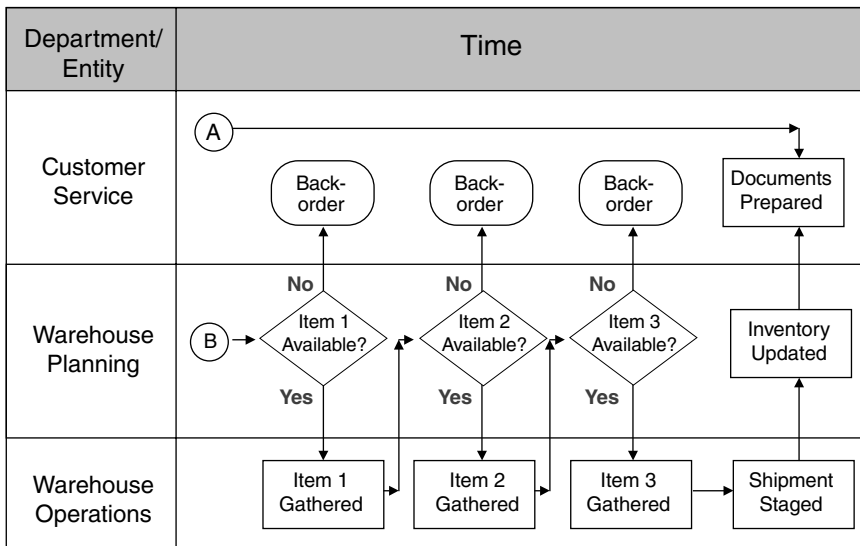 Department/
Entity
Time
Customer
Service
A
Back-
order
Back-
order
Back-
order
Documents
Prepared
No
No
No
Warehouse
Planning
B
Item 1
Available?
Item 2
Available?
Item 3
Available?
Inventory
Updated
Yes
Yes
Yes
Warehouse
Operations
Item 1
Gathered
Item 2
Gathered
Item 3
Gathered
Shipment
Staged